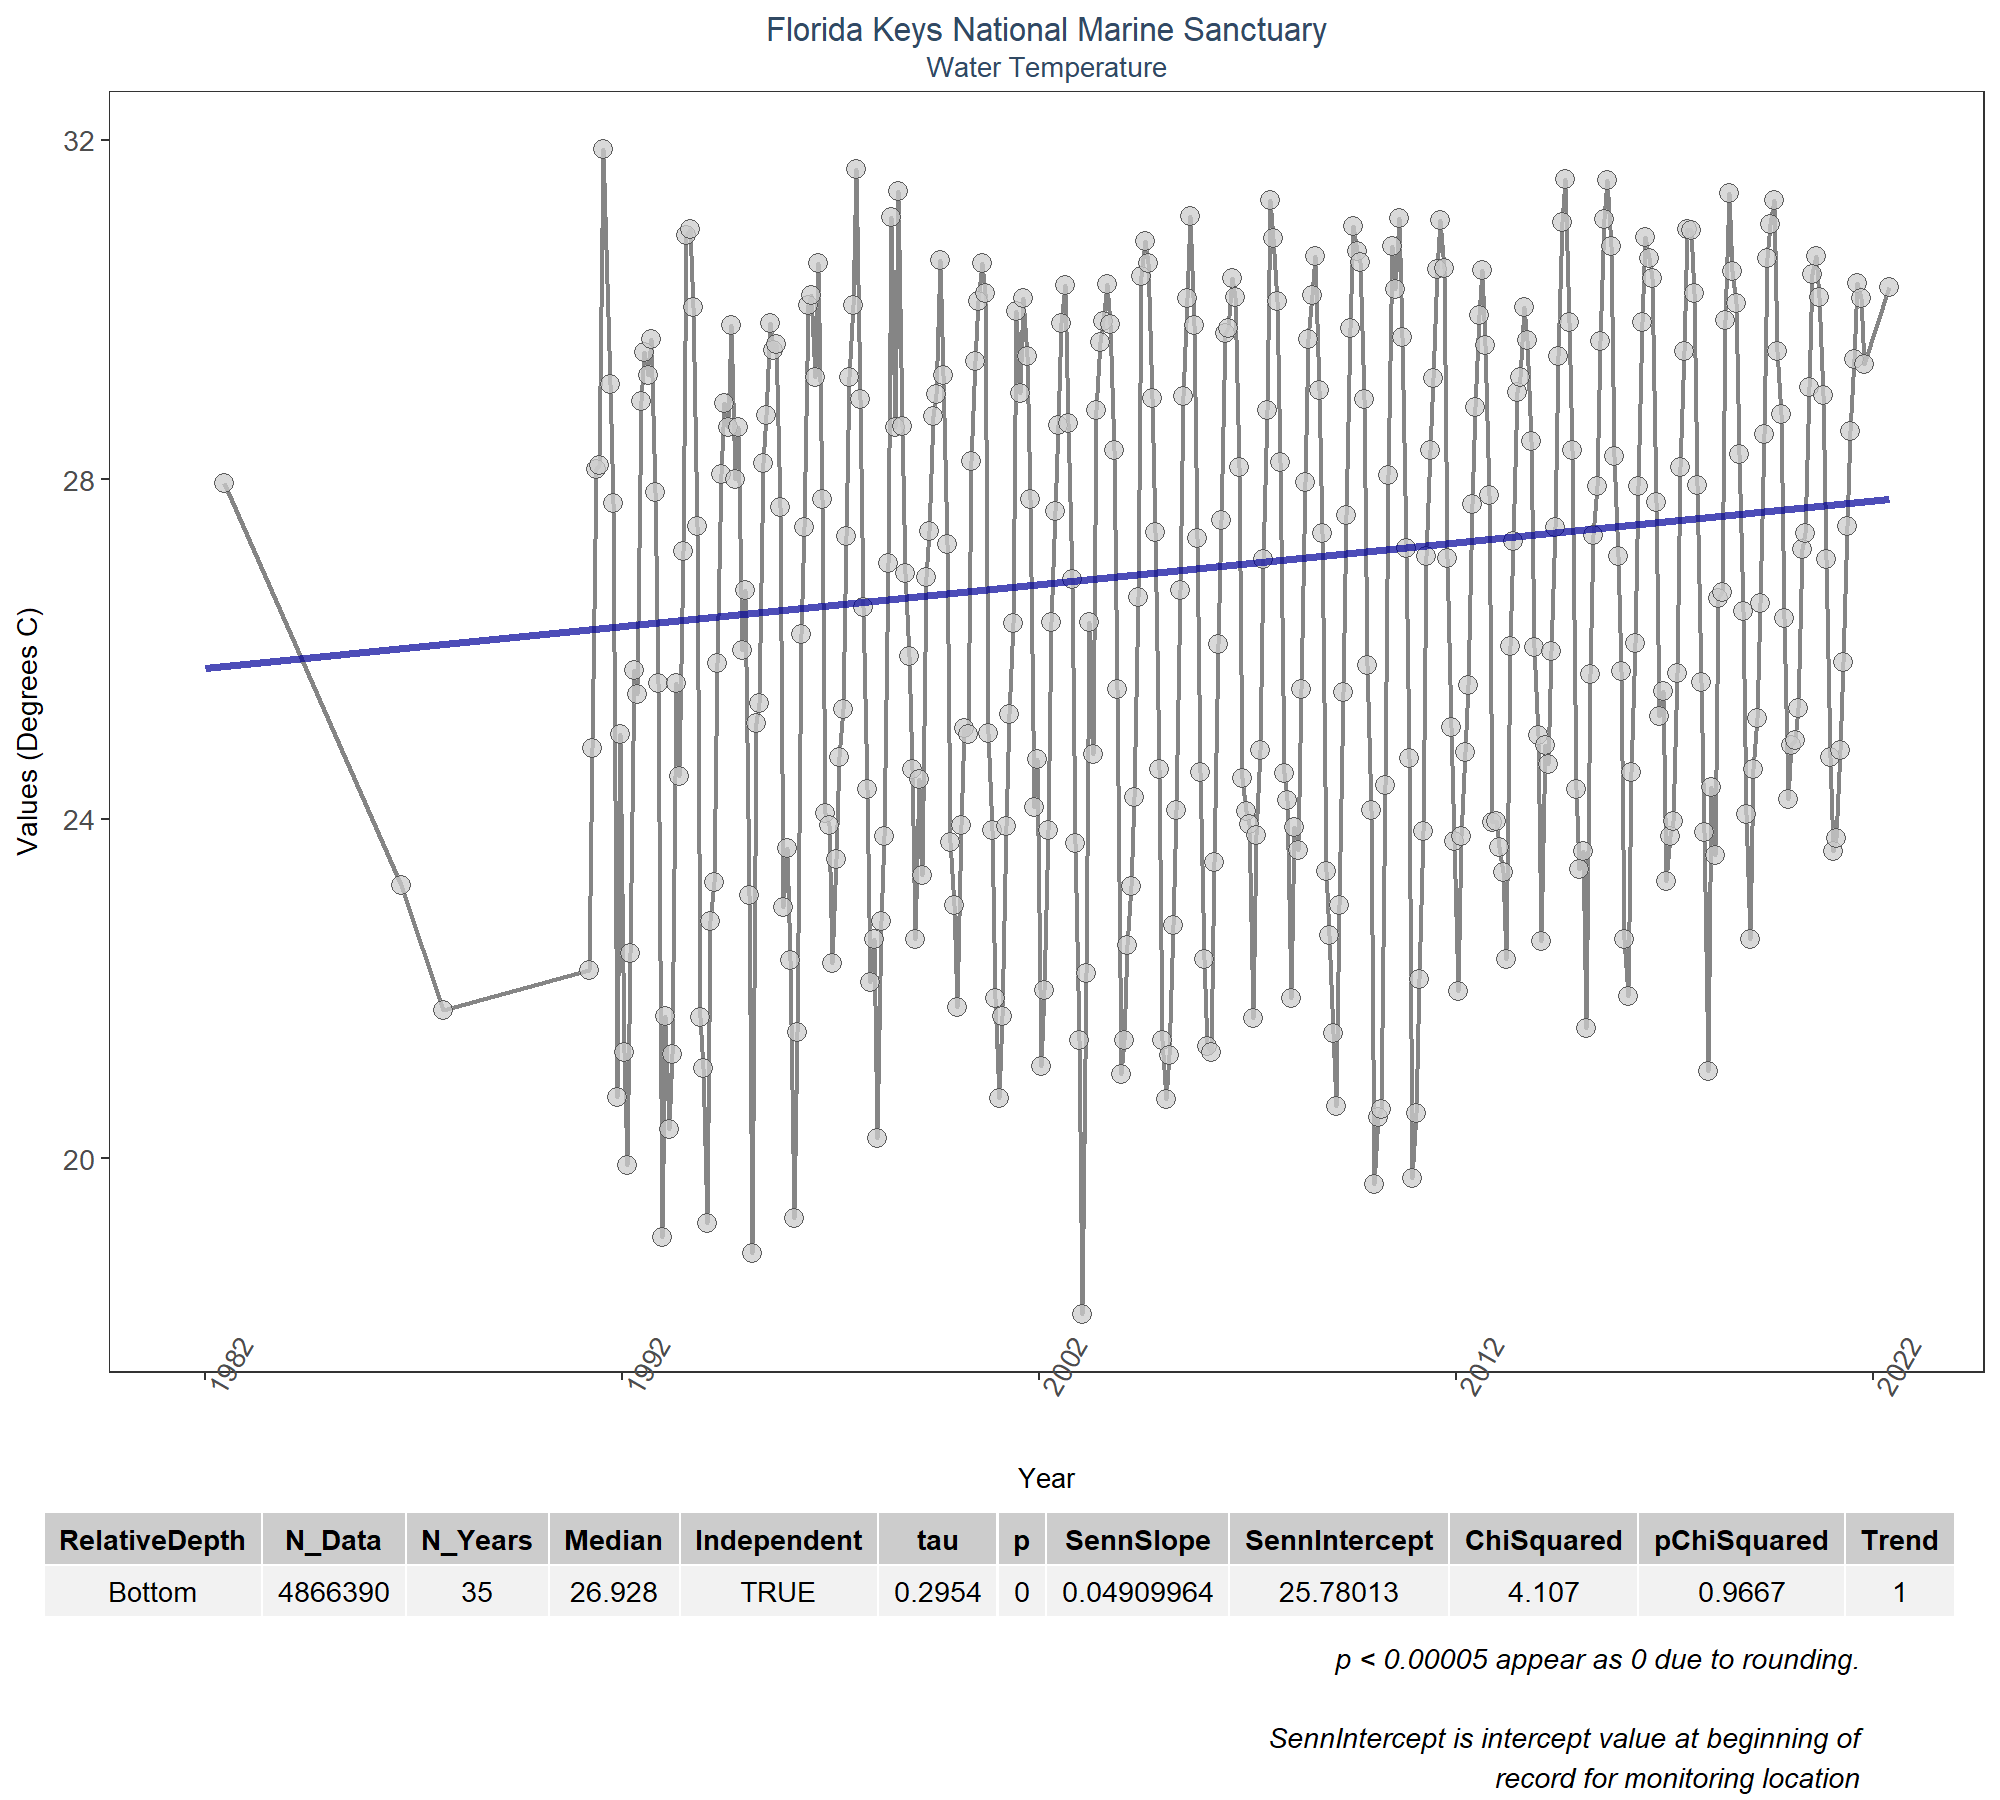 Florida Keys National Marine Sanctuary
Water Temperature
Values (Degrees C)
32
28
24
20
1982 1992 2002 2012 2022
Year
RelativeDepth N_Data N_Years Median Independent tau p SennSlope SennIntercept ChiSquared pChiSquared Trend
Bottom 4866390 35 26.928 TRUE 0.2954 0 0.04909964 25.78013 4.107 0.9667 1
p < 0.00005 appear as 0 due to rounding.
SennIntercept is intercept value at beginning of
record for monitoring location